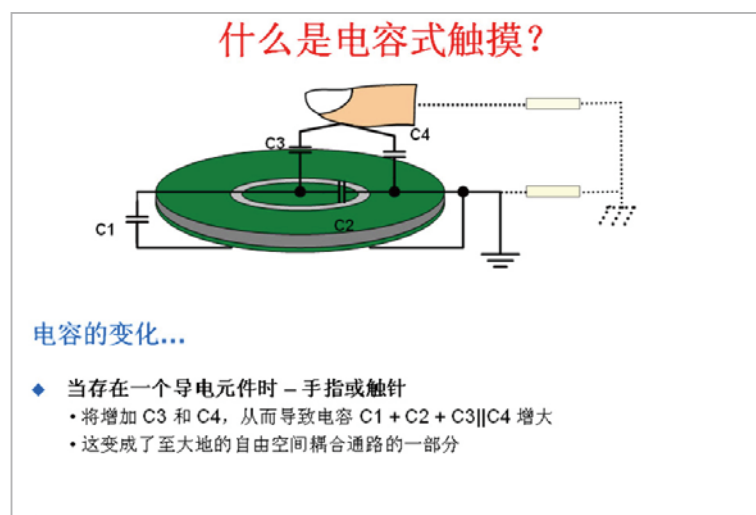 什么是电容式触摸?
C3
C4
C1
C2
电容的变化...
◆ 当存在一个导电元件时 – 手指或触针
• 将增加 C3 和 C4，从而导致电容 C1 + C2 + C3||C4 增大
• 这变成了至大地的自由空间耦合通路的一部分